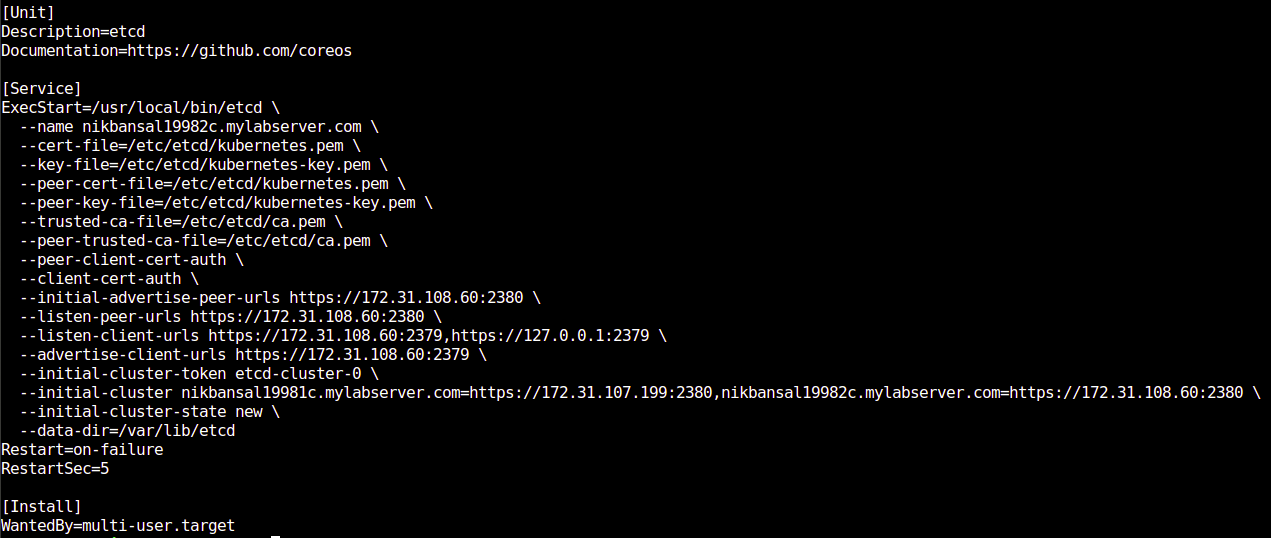 [Unit]
Description=etcd
Documentation=https://github.com/coreos

[Service]
ExecStart=/usr/local/bin/etcd \
  --name nikbansal19982c.mylabserver.com \
  --cert-file=/etc/etcd/kubernetes.pem \
  --key-file=/etc/etcd/kubernetes-key.pem \
  --peer-cert-file=/etc/etcd/kubernetes.pem \
  --peer-key-file=/etc/etcd/kubernetes-key.pem \
  --trusted-ca-file=/etc/etcd/ca.pem \
  --peer-trusted-ca-file=/etc/etcd/ca.pem \
  --peer-client-cert-auth \
  --client-cert-auth \
  --initial-advertise-peer-urls https://172.31.108.60:2380 \
  --listen-peer-urls https://172.31.108.60:2380 \
  --listen-client-urls https://172.31.108.60:2379,https://127.0.0.1:2379 \
  --advertise-client-urls https://172.31.108.60:2379 \
  --initial-cluster-token etcd-cluster-0 \
  --initial-cluster nikbansal19981c.mylabserver.com=https://172.31.107.199:2380,nikbansal19982c.mylabserver.com=https://172.31.108.60:2380 \
  --initial-cluster-state new \
  --data-dir=/var/lib/etcd
Restart=on-failure
RestartSec=5

[Install]
WantedBy=multi-user.target